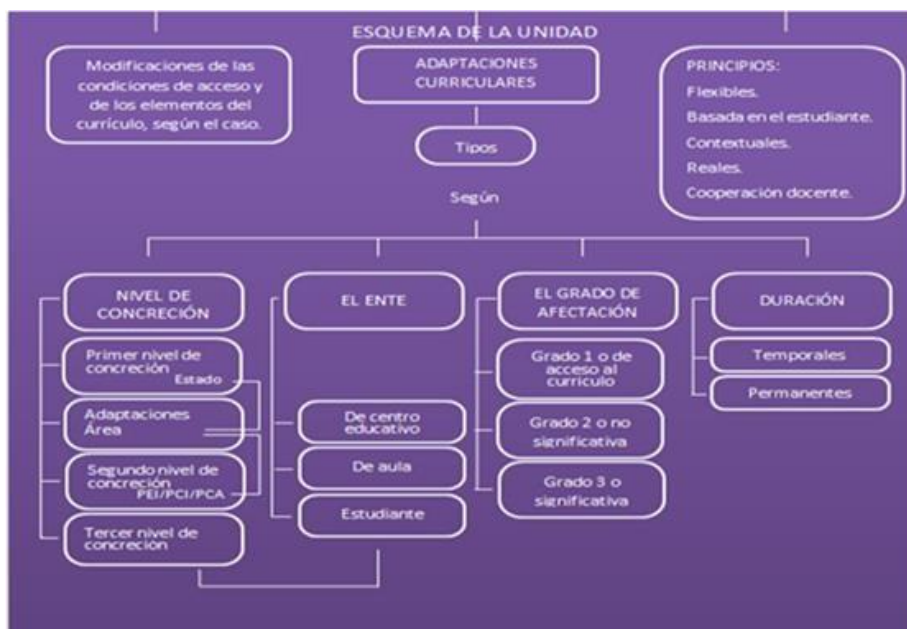 ESQUEMA DE LA UNIDAD
Modificaciones de las
condiciones de acceso y
de los elementos del
currículo, según el caso.
ADAPTACIONES
CURRICULARES
PRINCIPIOS:
Flexibles.
Basada en el estudiante.
Contextuales.
Reales.
Cooperación docente.
Tipos
Según
NIVEL DE
CONCRECIÓN
Primer nivel de
concreción
Estado
Adaptaciones
Área
Segundo nivel de
concreción
PEI/PCI/PCA
Tercer nivel de
concreción
EL ENTE
De centro
educativo
De aula
Estudiante
EL GRADO DE
AFECTACIÓN
Grado 1 o de
acceso al
currículo
Grado 2 o no
significativa
Grado 3 o
significativa
DURACIÓN
Temporales
Permanentes